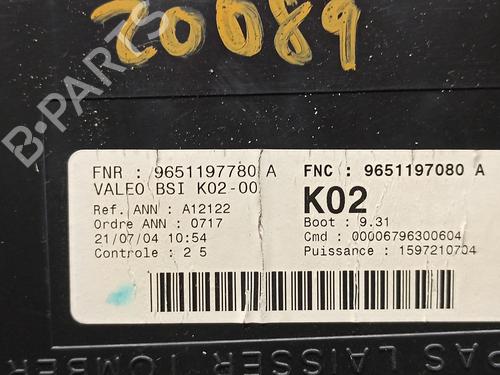 20089
B-PARTS
FNR : 9651197780 A
VALEO BSI K02-00
Ref. ANN : A12122
Ordre ANN : 0717
21/07/04 10:54
Controle : 2 5
FNC : 9651197080 A
K02
Boot : 9.31
Cmd : 00006796300604
Puissance : 1597210704
PAS LAISSER TOMBER